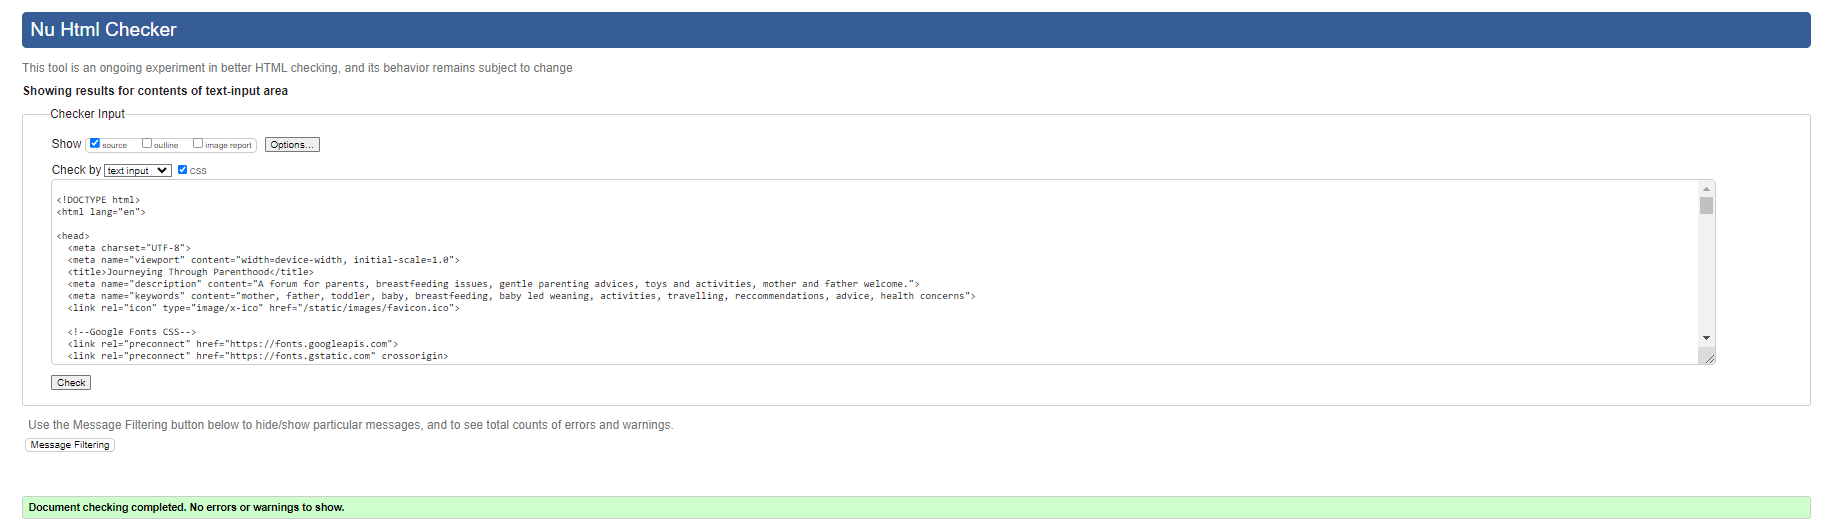 Nu Html Checker
This tool is an ongoing experiment in better HTML checking, and its behavior remains subject to change
Showing results for contents of text-input area
Checker Input
Show source outline image report Options...
Check by text input css
<!DOCTYPE html>
<html lang="en">
<head>
<meta charset="UTF-8">
<meta name="viewport" content="width=device-width, initial-scale=1.0">
<title>Journeying Through Parenthood</title>
<meta name="description" content="A forum for parents, breastfeeding issues, gentle parenting advices, toys and activities, mother and father welcome.">
<meta name="keywords" content="mother, father, toddler, baby, breastfeeding, baby led weaning, activities, travelling, reccommendations, advice, health concerns">
<link rel="icon" type="image/x-ico" href="/static/images/favicon.ico">
<!--Google Fonts CSS-->
<link rel="preconnect" href="https://fonts.googleapis.com">
<link rel="preconnect" href="https://fonts.gstatic.com" crossorigin>
Check
Use the Message Filtering button below to hide/show particular messages, and to see total counts of errors and warnings.
Message Filtering
Document checking completed. No errors or warnings to show.